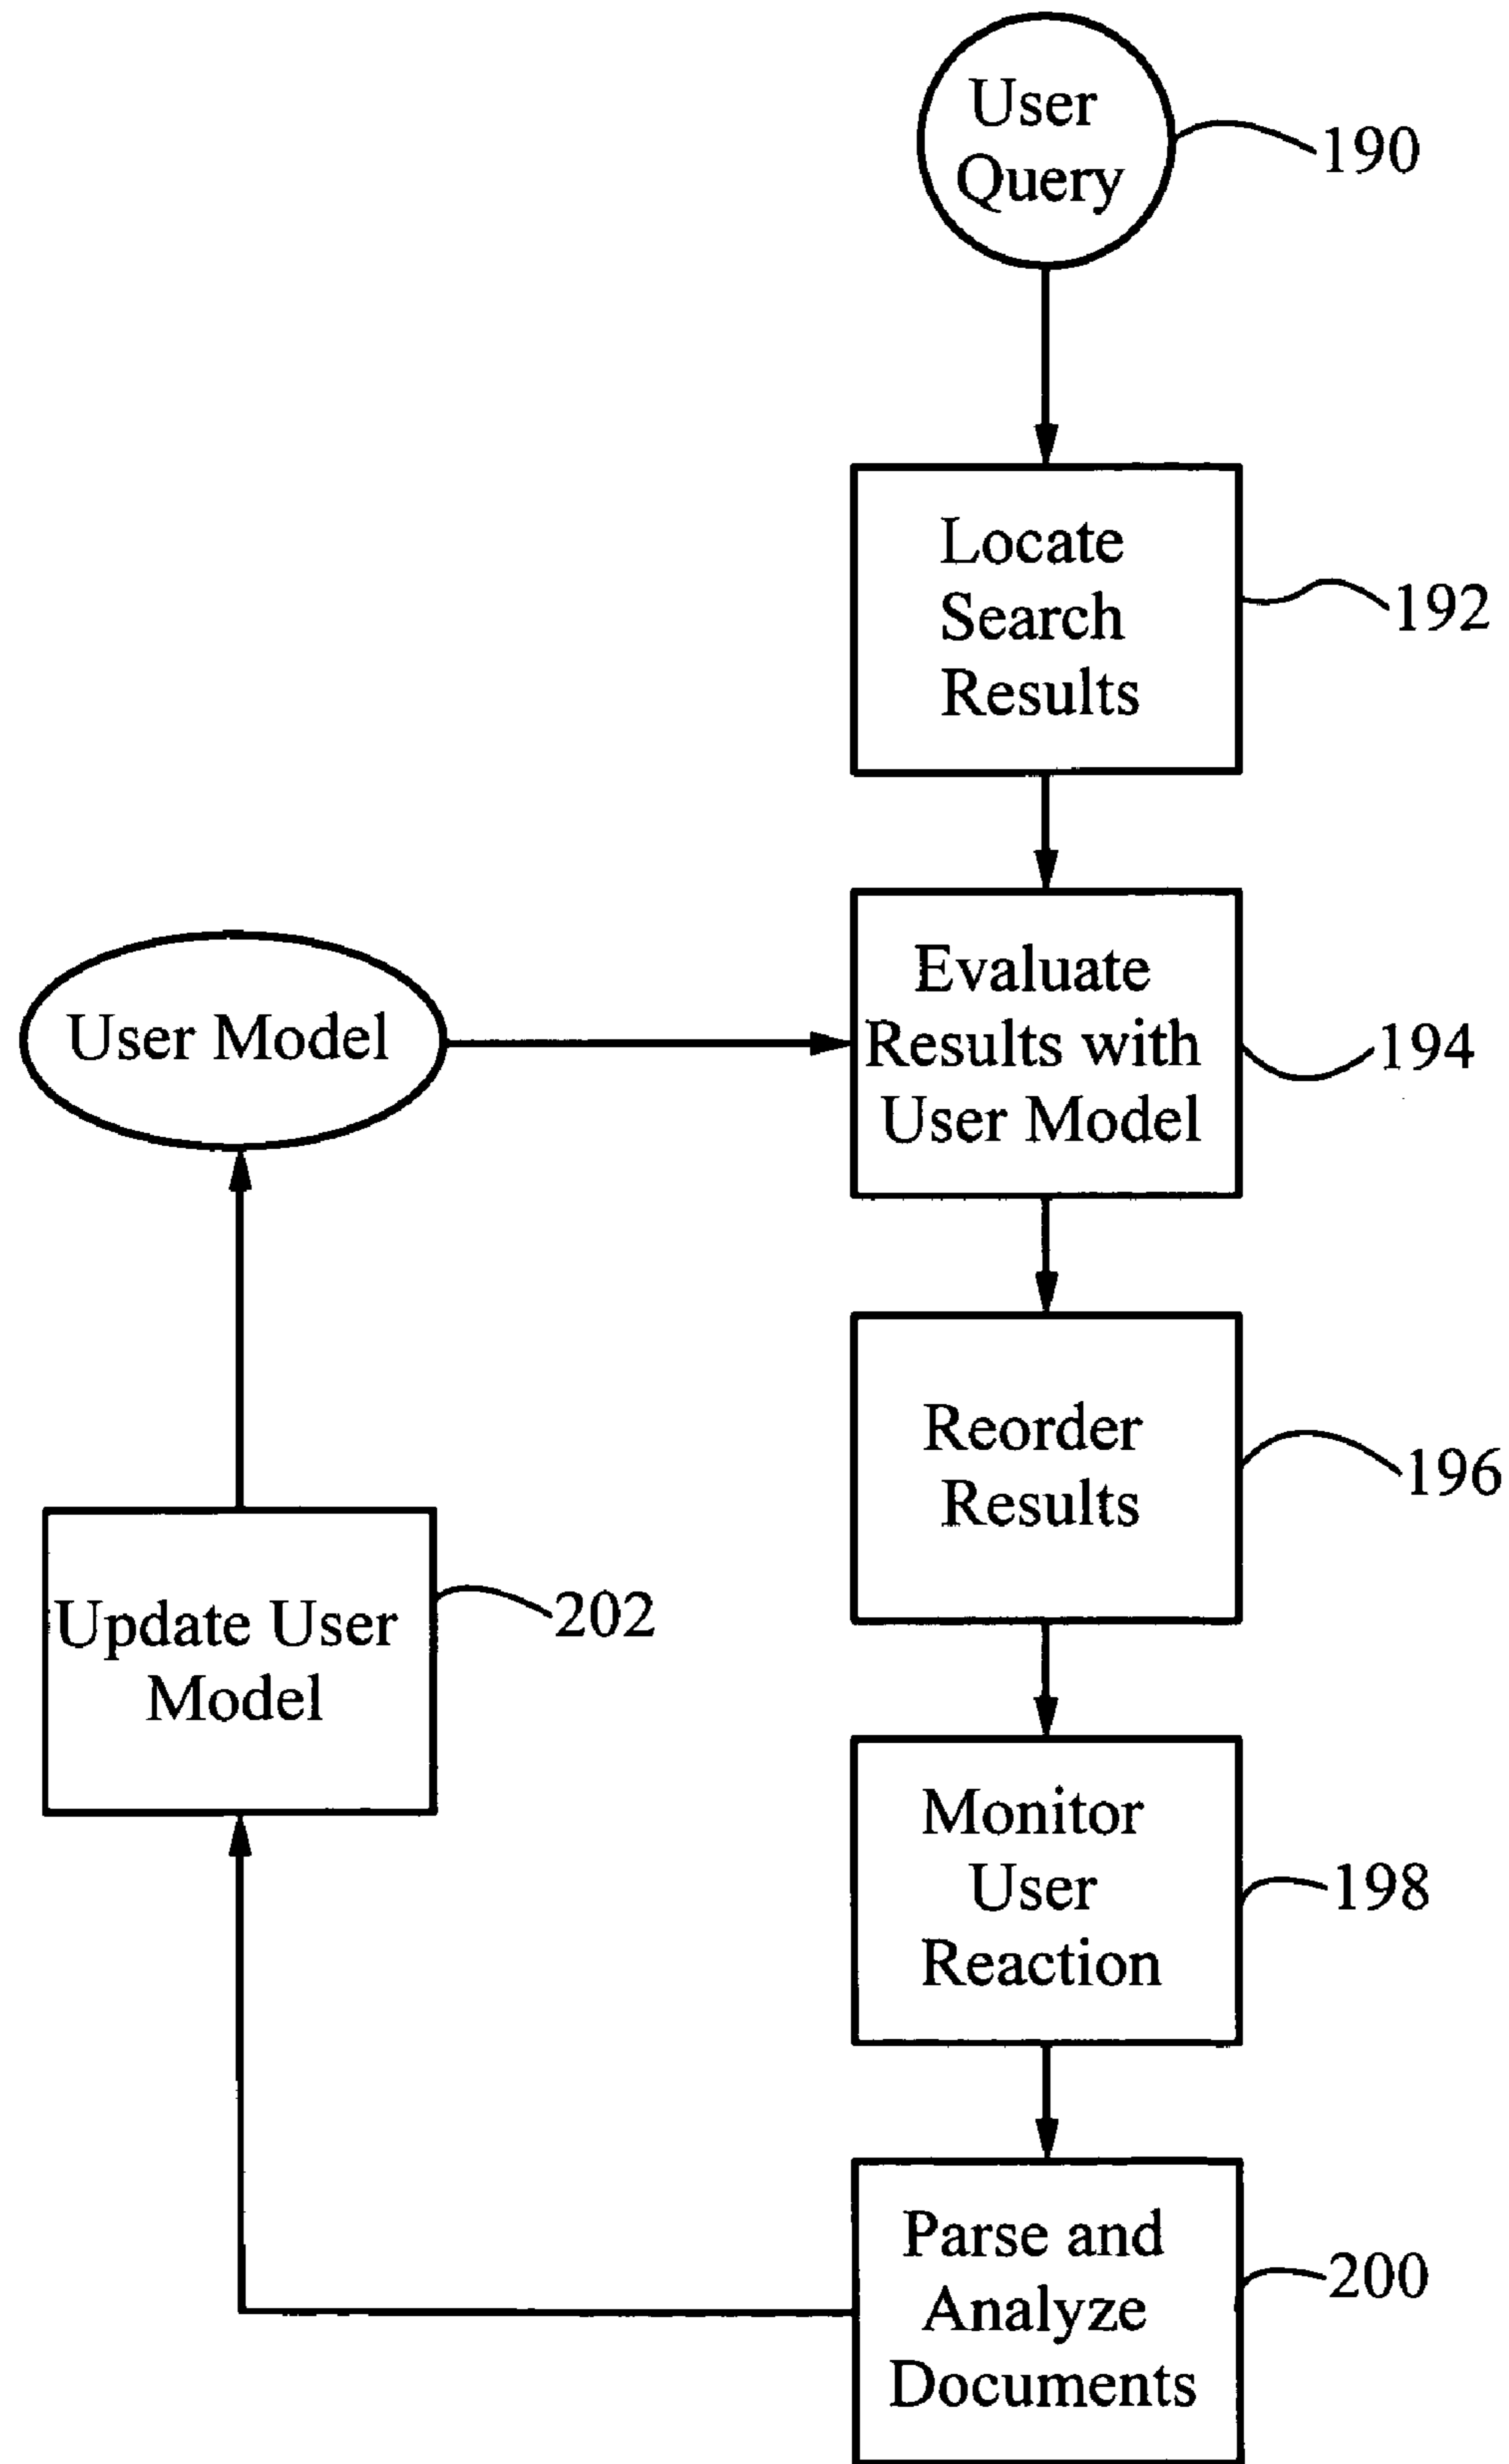 User
Query
190
Locate
Search
Results
192
Evaluate
Results with
User Model
194
User Model
Reorder
Results
196
Update User
Model
202
Monitor
User
Reaction
198
Parse and
Analyze
Documents
200